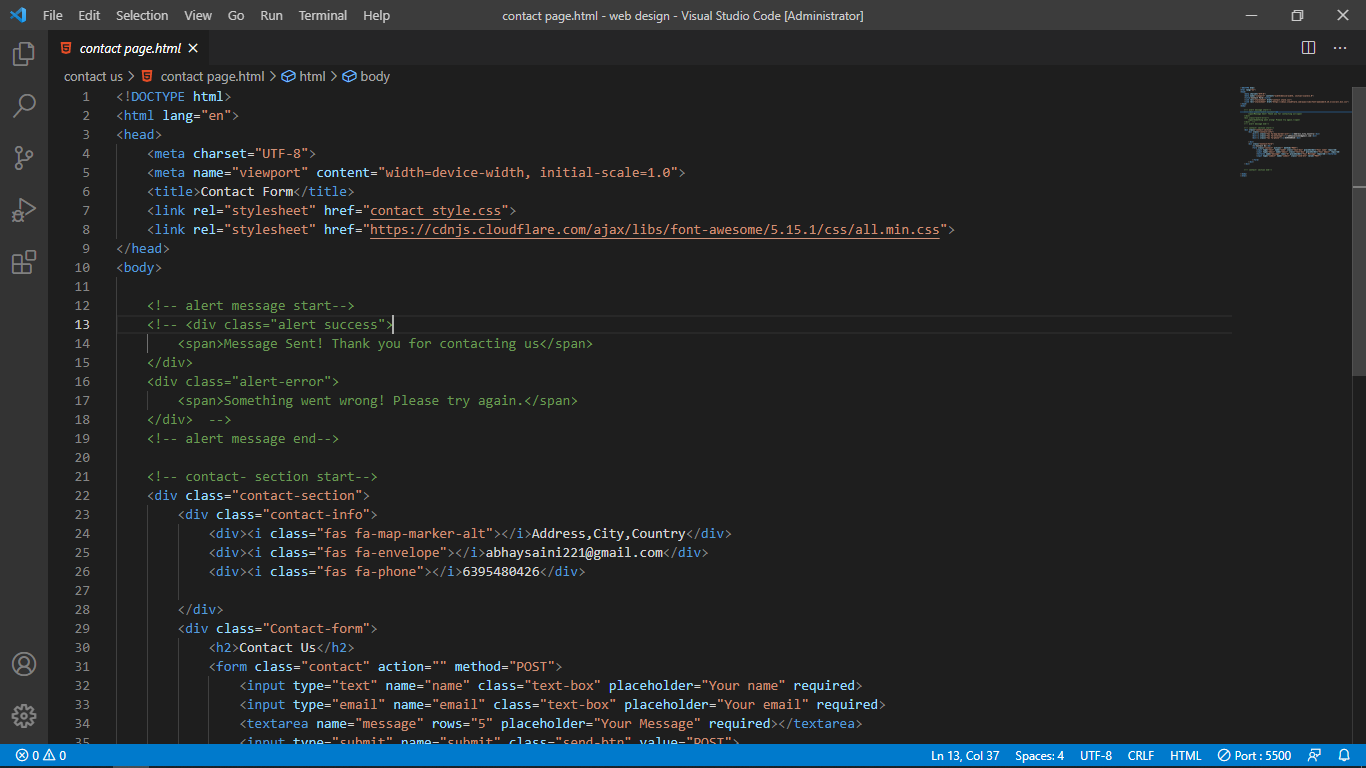 File Edit Selection View Go Run Terminal Help contact page.html - web design - Visual Studio Code [Administrator]
contact page.html
contact us > contact page.html > html > body
1 <!DOCTYPE html>
2 <html lang="en">
3 <head>
4 <meta charset="UTF-8">
5 <meta name="viewport" content="width=device-width, initial-scale=1.0">
6 <title>Contact Form</title>
7 <link rel="stylesheet" href="contact style.css">
8 <link rel="stylesheet" href="https://cdnjs.cloudflare.com/ajax/libs/font-awesome/5.15.1/css/all.min.css">
9 </head>
10 <body>
11
12 <!-- alert message start-->
13 <!-- <div class="alert success">
14 <span>Message Sent! Thank you for contacting us</span>
15 </div>
16 <div class="alert-error">
17 <span>Something went wrong! Please try again.</span>
18 </div>  -->
19 <!-- alert message end-->
20
21 <!-- contact- section start-->
22 <div class="contact-section">
23 <div class="contact-info">
24 <div><i class="fas fa-map-marker-alt"></i>Address,City,Country</div>
25 <div><i class="fas fa-envelope"></i>abhaysaini221@gmail.com</div>
26 <div><i class="fas fa-phone"></i>6395480426</div>
27
28 </div>
29 <div class="Contact-form">
30 <h2>Contact Us</h2>
31 <form class="contact" action="" method="POST">
32 <input type="text" name="name" class="text-box" placeholder="Your name" required>
33 <input type="email" name="email" class="text-box" placeholder="Your email" required>
34 <textarea name="message" rows="5" placeholder="Your Message" required></textarea>
35 <input type="submit" name="submit" class="send-btn" value="POST">
0 0 Ln 13, Col 37 Spaces: 4 UTF-8 CRLF HTML Port : 5500